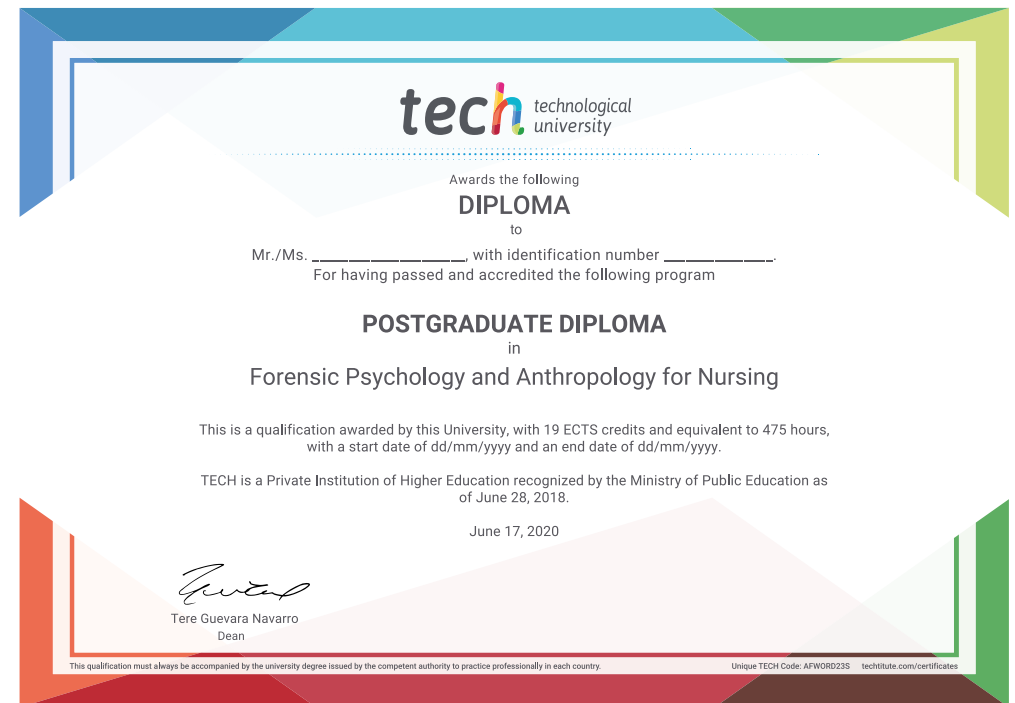 tech technological
university
Awards the following
DIPLOMA
to
Mr./Ms. _________________, with identification number ____________.
For having passed and accredited the following program
POSTGRADUATE DIPLOMA
in
Forensic Psychology and Anthropology for Nursing
This is a qualification awarded by this University, with 19 ECTS credits and equivalent to 475 hours,
with a start date of dd/mm/yyyy and an end date of dd/mm/yyyy.
TECH is a Private Institution of Higher Education recognized by the Ministry of Public Education as
of June 28, 2018.
June 17, 2020
Tere Guevara Navarro
Dean
This qualification must always be accompanied by the university degree issued by the competent authority to practice professionally in each country.
Unique TECH Code: AFWORD23S techtitute.com/certificates